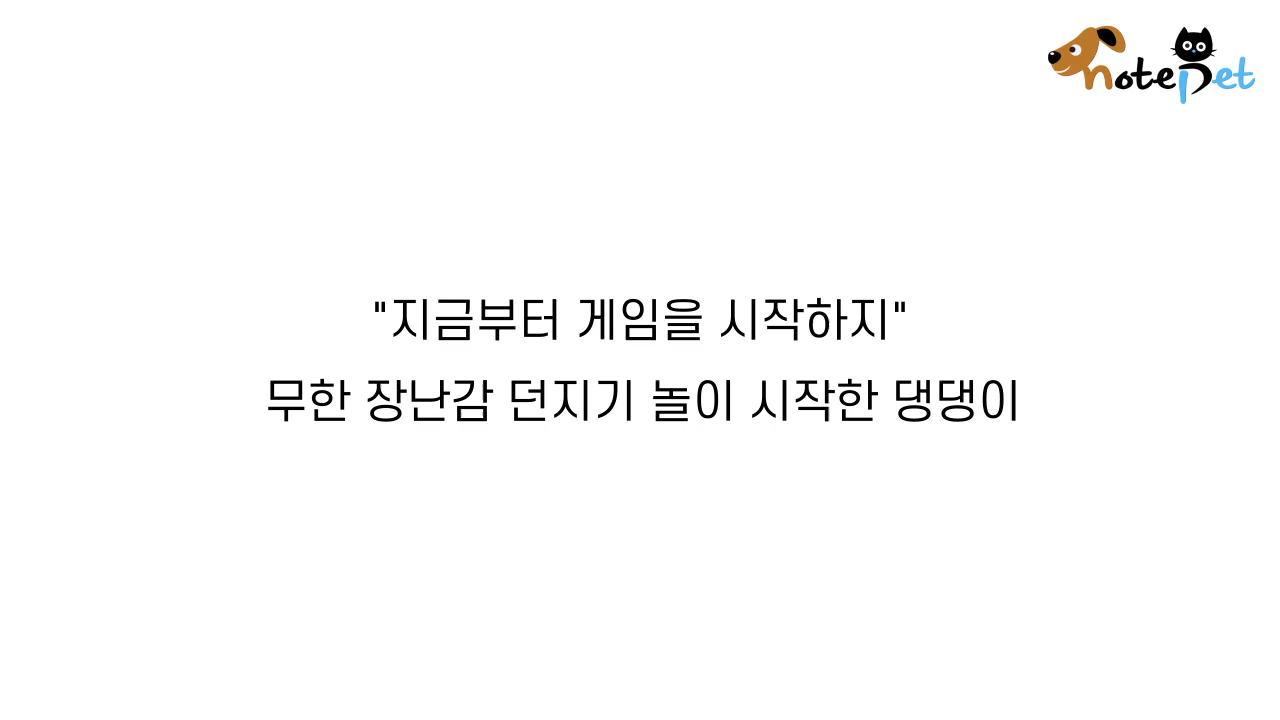 notepet
"지금부터 게임을 시작하지"
무한 장난감 던지기 놀이 시작한 댕댕이